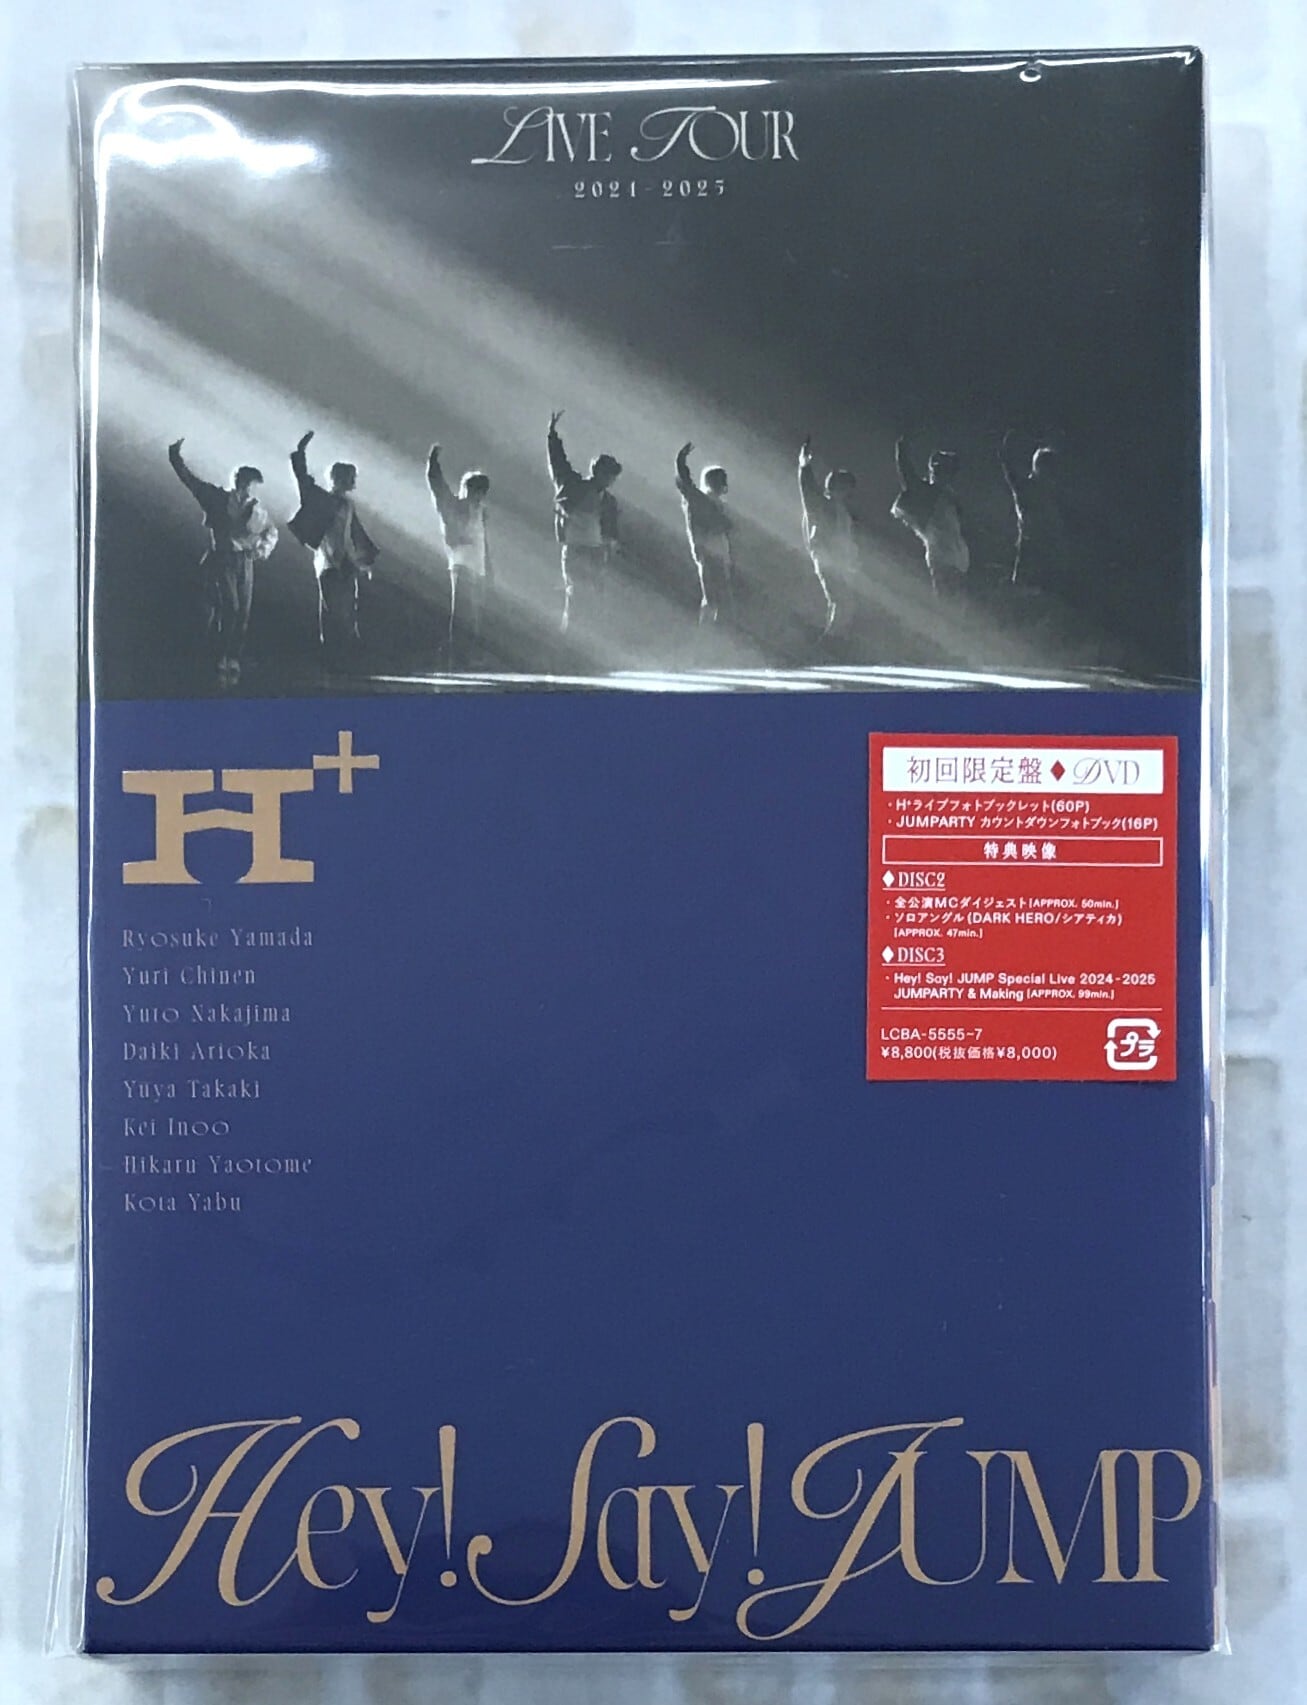 LIVE TOUR
2024-2025
H+
Ryosuke Yamada
Yuri Chinen
Yuto Nakajima
Daiki Arioka
Yuya Takaki
Kei Inoo
Hikaru Yaotome
Kota Yabu
初回限定盤♦DVD
・H+ライブフォトブックレット(60P)
・JUMPARTY カウントダウンフォトブック(16P)
特典映像
♦DISC2
・全公演MCダイジェスト[APPROX. 50min.]
・ソロアングル(DARK HERO/シアティカ)
[APPROX. 47min.]
♦DISC3
・Hey! Say! JUMP Special Live 2024-2025
JUMPARTY & Making [APPROX. 99min.]
LCBA-5555~7
¥8,800(税抜価格¥8,000)
プラ
Hey! Say! JUMP